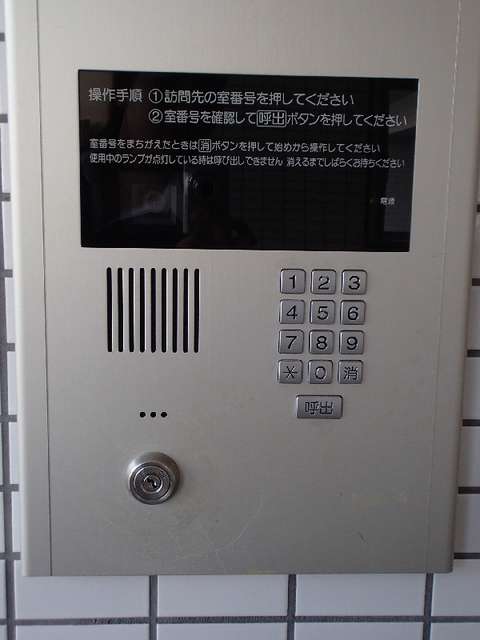 操作手順 ①訪問先の室番号を押してください
②室番号を確認して呼出ボタンを押してください
室番号をまちがえたときは消ボタンを押して始めから操作してください
使用中のランプが点灯している時は呼び出しできません 消えるまでしばらくお待ちください
電源
1 2 3
4 5 6
7 8 9
＊ 0 消
呼出